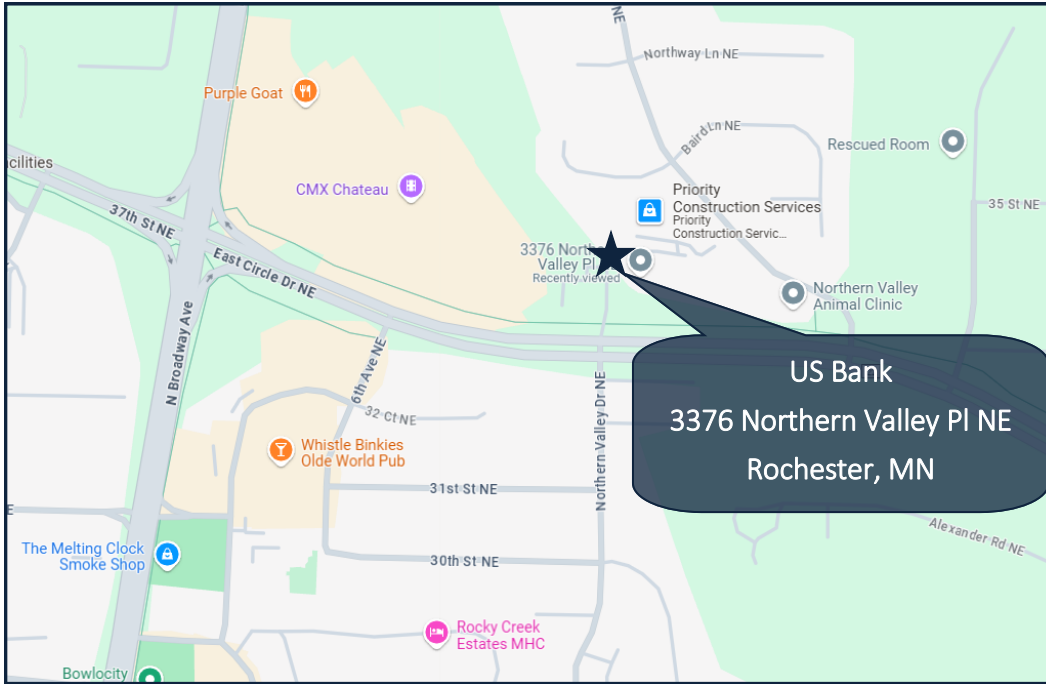 NE
Northway Ln NE
Purple Goat
Baird Ln NE
Rescued Room
cilities
CMX Chateau
Priority
Construction Services
Priority
Construction Servic...
35 St NE
37th St NE
East Circle Dr NE
3376 North
Valley Pl
Recently viewed
Northern Valley
Animal Clinic
N Broadway Ave
6th Ave NE
US Bank
3376 Northern Valley Pl NE
Rochester, MN
32 Ct NE
Northern Valley Dr NE
Whistle Binkies
Olde World Pub
31st St NE
E
Alexander Rd NE
The Melting Clock
Smoke Shop
30th St NE
Rocky Creek
Estates MHC
Bowlocity